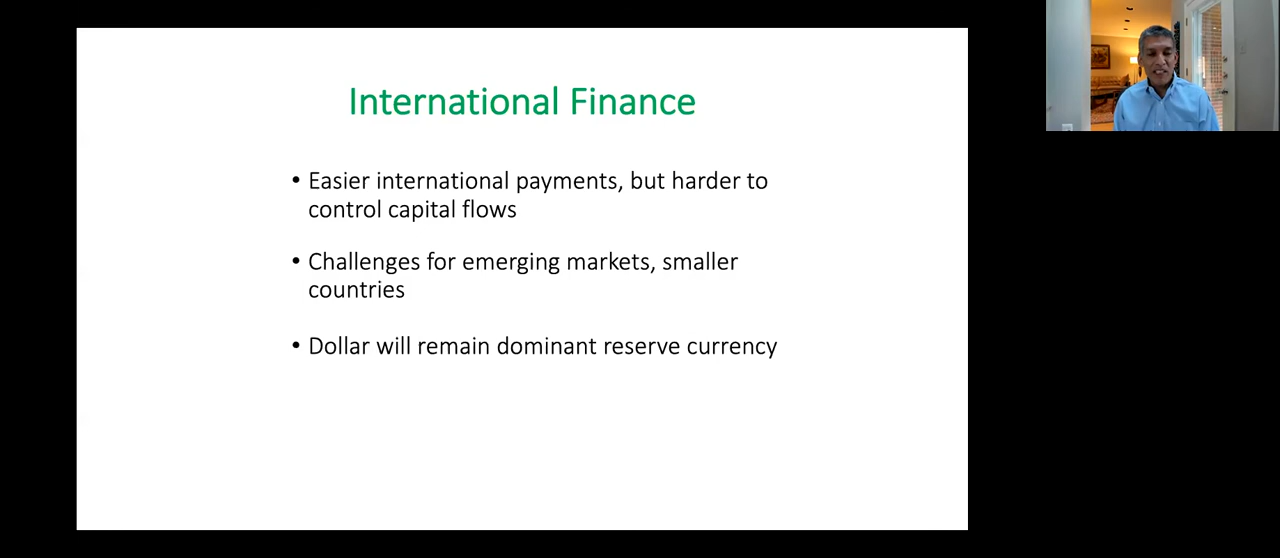 International Finance
• Easier international payments, but harder to
control capital flows
• Challenges for emerging markets, smaller
countries
• Dollar will remain dominant reserve currency